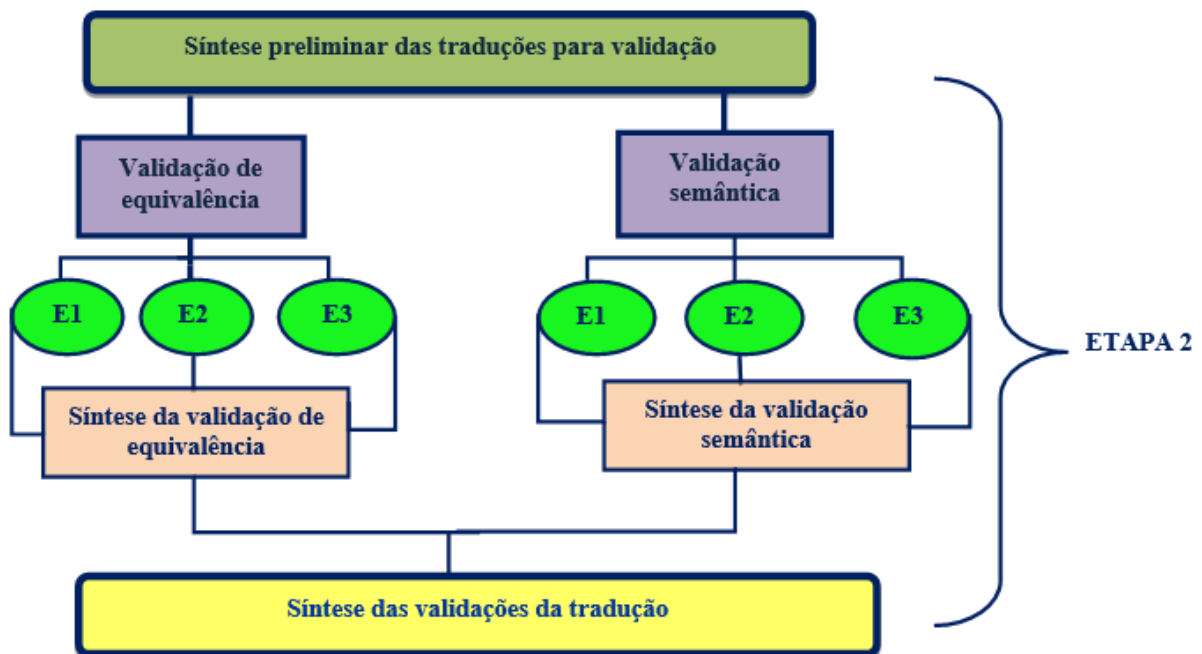 Síntese preliminar das traduções para validação
Validação de
equivalência
Validação
semântica
E1
E2
E3
E1
E2
E3
ETAPA 2
Síntese da validação de
equivalência
Síntese da validação
semântica
Síntese das validações da tradução